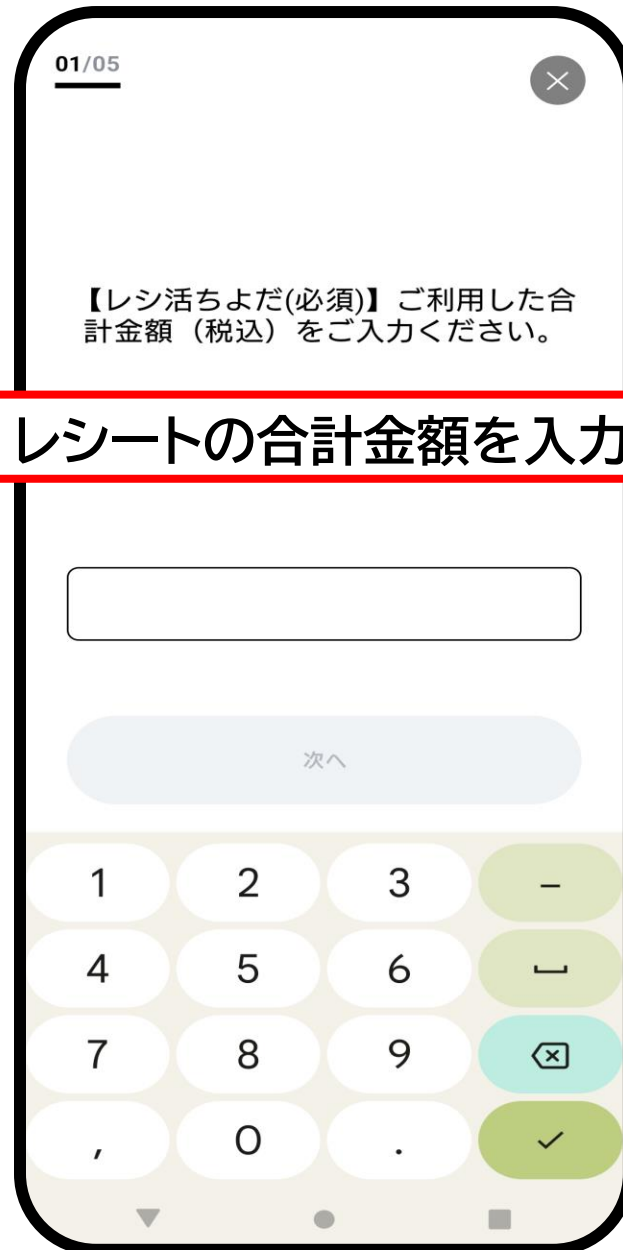 01/05
【レシ活ちよだ(必須)】ご利用した合
計金額（税込）をご入力ください。
レシートの合計金額を入力
次へ
1 2 3 −
4 5 6
7 8 9
, 0 .